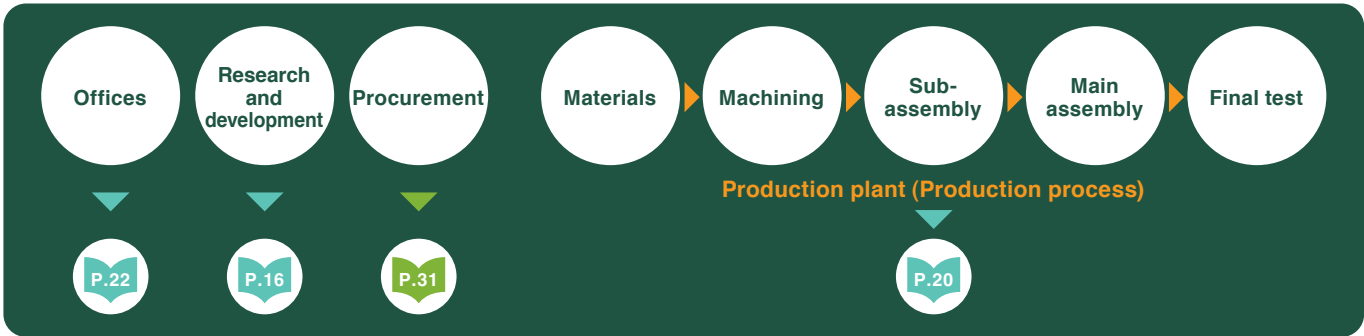 Offices
Research
and
development
Procurement
Materials
Machining
Sub-
assembly
Main
assembly
Final test
Production plant (Production process)
P.22
P.16
P.31
P.20